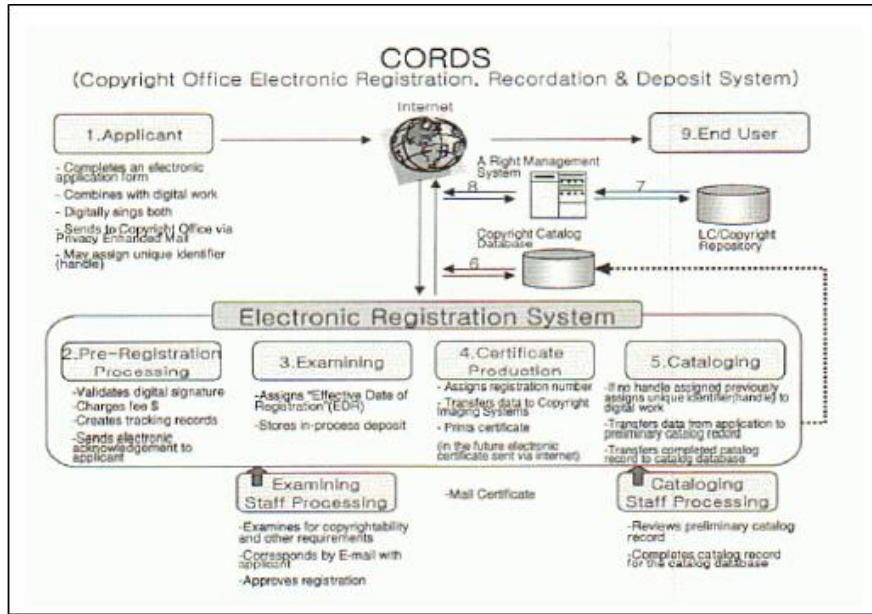 CORDS
(Copyright Office Electronic Registration, Recordation & Deposit System)
Internet
1.Applicant
9.End User
- Completes an electronic
application form
- Combines with digital work
- Digitally sings both
- Sends to Copyright Office via
Privacy Enhanced Mail
- May assign unique identifier
(handle)
A Right Management
System
8
7
Copyright Catalog
Database
LC/Copyright
Repository
6
Electronic Registration System
2.Pre-Registration
Processing
-Validates digital signature
-Charges fee $
-Creates tracking records
-Sends electronic
acknowledgement to
applicant
3.Examining
-Assigns "Effective Date of
Registration"(EDR)
-Stores in-process deposit
4.Certificate
Production
- Assigns registration number
- Transfers data to Copyright
Imaging Systems
- Prints certificate
(in the future electronic
certificate sent via internet)
5.Cataloging
-If no handle assigned previously
assigns unique identifier(handle) to
digital work
-Transfers data from application to
preliminary catalog record
-Transfers completed catalog
record to catalog database
Examining
Staff Processing
-Examines for copyrightability
and other requirements
-Corresponds by E-mail with
applicant
-Approves registration
-Mail Certificate
Cataloging
Staff Processing
-Reviews preliminary catalog
record
-Completes catalog record
for the catalog database